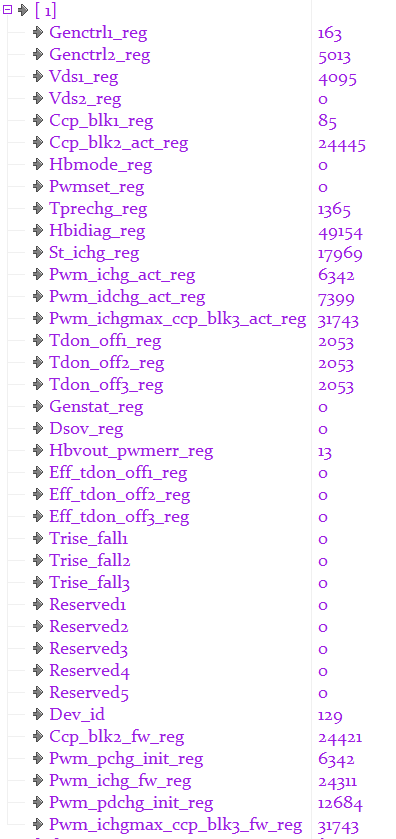 [ 1]
Genctrl1_reg 163
Genctrl2_reg 5013
Vds1_reg 4095
Vds2_reg 0
Ccp_blk1_reg 85
Ccp_blk2_act_reg 24445
Hbmode_reg 0
Pwmset_reg 0
Tprechg_reg 1365
Hbidiag_reg 49154
St_ichg_reg 17969
Pwm_ichg_act_reg 6342
Pwm_idchg_act_reg 7399
Pwm_ichgmax_ccp_blk3_act_reg 31743
Tdon_off1_reg 2053
Tdon_off2_reg 2053
Tdon_off3_reg 2053
Genstat_reg 0
Dsov_reg 0
Hbvout_pwmerr_reg 13
Eff_tdon_off1_reg 0
Eff_tdon_off2_reg 0
Eff_tdon_off3_reg 0
Trise_fall1 0
Trise_fall2 0
Trise_fall3 0
Reserved1 0
Reserved2 0
Reserved3 0
Reserved4 0
Reserved5 0
Dev_id 129
Ccp_blk2_fw_reg 24421
Pwm_pchg_init_reg 6342
Pwm_ichg_fw_reg 24311
Pwm_pdchg_init_reg 12684
Pwm_ichgmax_ccp_blk3_fw_reg 31743